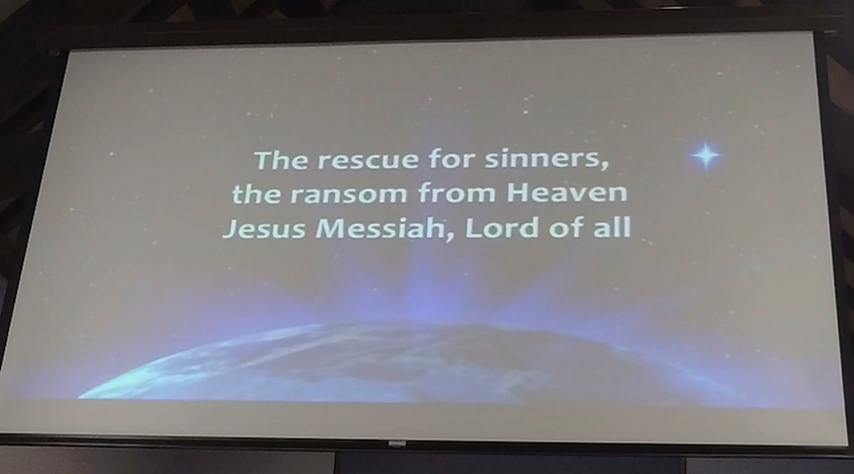 The rescue for sinners,
the ransom from Heaven
Jesus Messiah, Lord of all